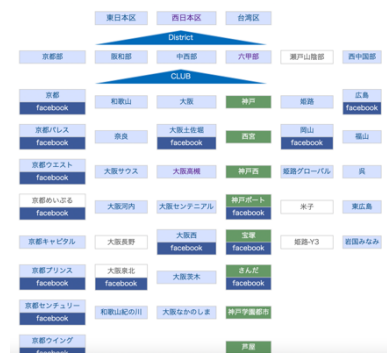 東日本区 西日本区 台湾区
District
京都部 阪和部 中西部 六甲部 瀬戸山陰部 西中国部
CLUB
京都 和歌山 大阪 神戸 姫路 広島
facebook facebook
京都パレス 奈良 大阪土佐堀 西宮 岡山 福山
facebook facebook facebook
京都ウエスト 大阪サウス 大阪高槻 神戸西 姫路グローバル 呉
facebook
京都めいぷる 大阪河内 大阪センテニアル 神戸ポート 米子 東広島
facebook facebook
京都キャピタル 大阪長野 大阪西 宝塚 姫路-Y3 岩国みなみ
facebook facebook
京都プリンス 大阪泉北 大阪茨木 さんだ
facebook facebook facebook
京都センチュリー 和歌山紀の川 大阪なかのしま 神戸学園都市
facebook
京都ウイング 芦屋
facebook